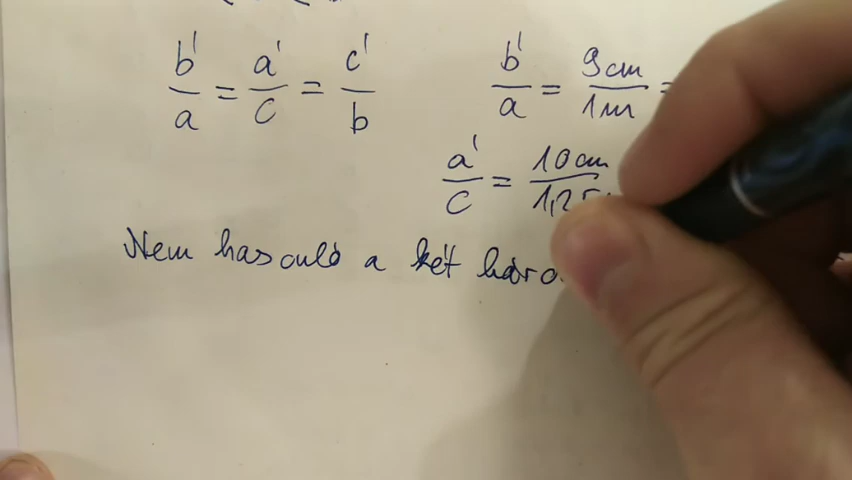 b'/a = a'/c = c'/b
b'/a = 9cm/1m =
a'/c = 10cm
Nem hasonló a két